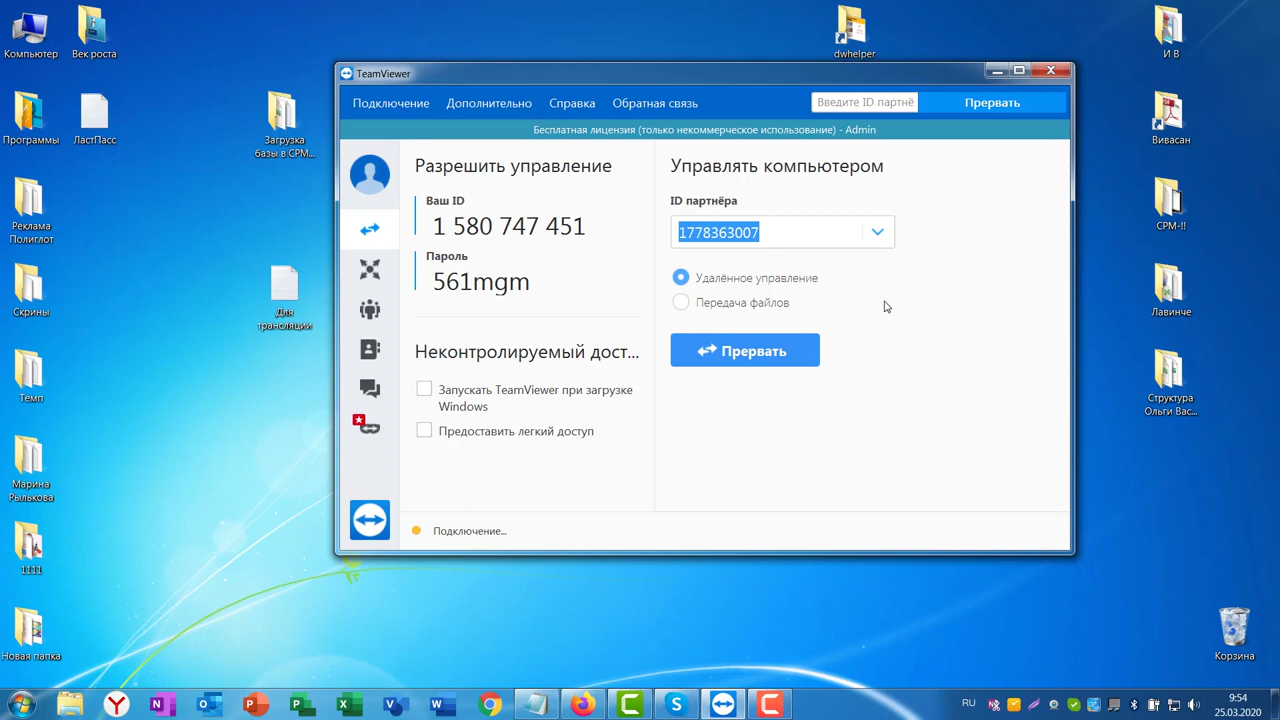 Компьютер
Век роста
dwhelper
И В
Программы
ЛастПасс
Загрузка
базы в СРМ...
Вивасан
Реклама
Полиглот
СРМ-!!
Скрины
Для
трансляции
Лавинче
Темп
Структура
Ольги Вас...
Марина
Рылькова
1111
Новая папка
Корзина
TeamViewer
Подключение
Дополнительно
Справка
Обратная связь
Введите ID партнё
Прервать
Бесплатная лицензия (только некоммерческое использование) - Admin
Разрешить управление
Ваш ID
1 580 747 451
Пароль
561mgm
Неконтролируемый дост...
Запускать TeamViewer при загрузке
Windows
Предоставить легкий доступ
Управлять компьютером
ID партнёра
1778363007
Удалённое управление
Передача файлов
Прервать
Подключение...
RU
9:54
25.03.2020